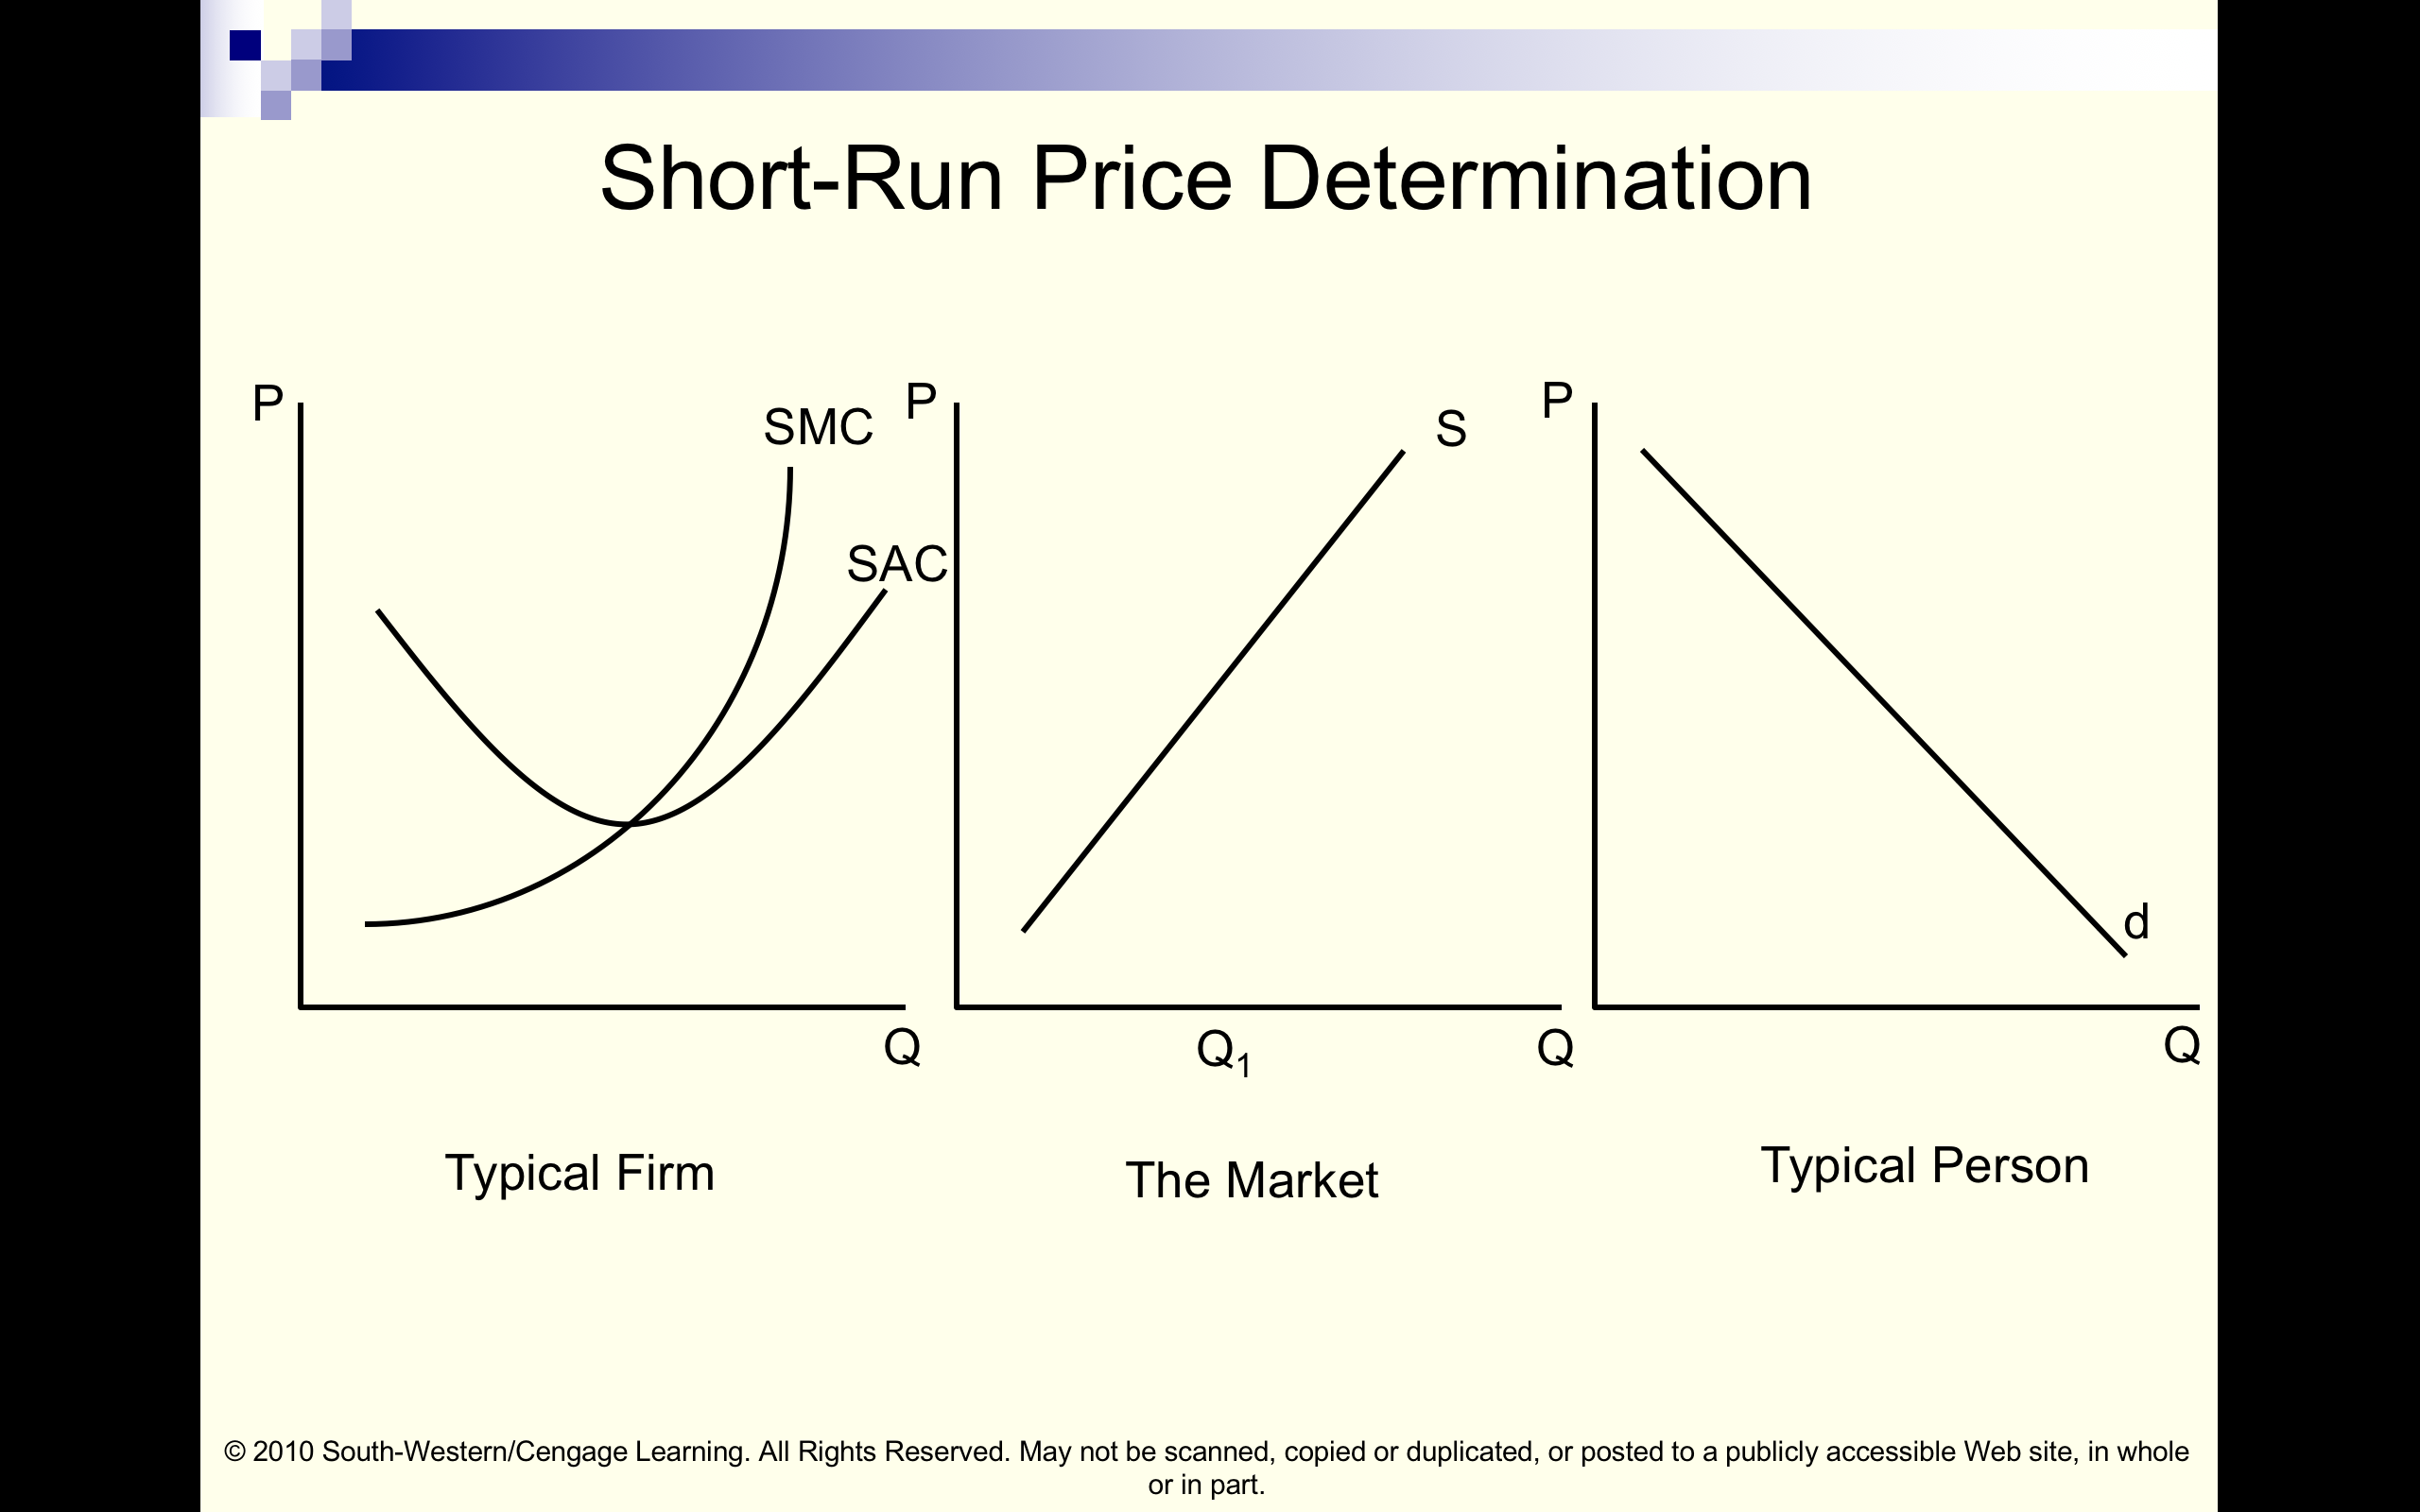 Short-Run Price Determination
P
SMC
SAC
Q
Typical Firm
P
S
Q1
Q
The Market
P
d
Q
Typical Person
© 2010 South-Western/Cengage Learning. All Rights Reserved. May not be scanned, copied or duplicated, or posted to a publicly accessible Web site, in whole
or in part.